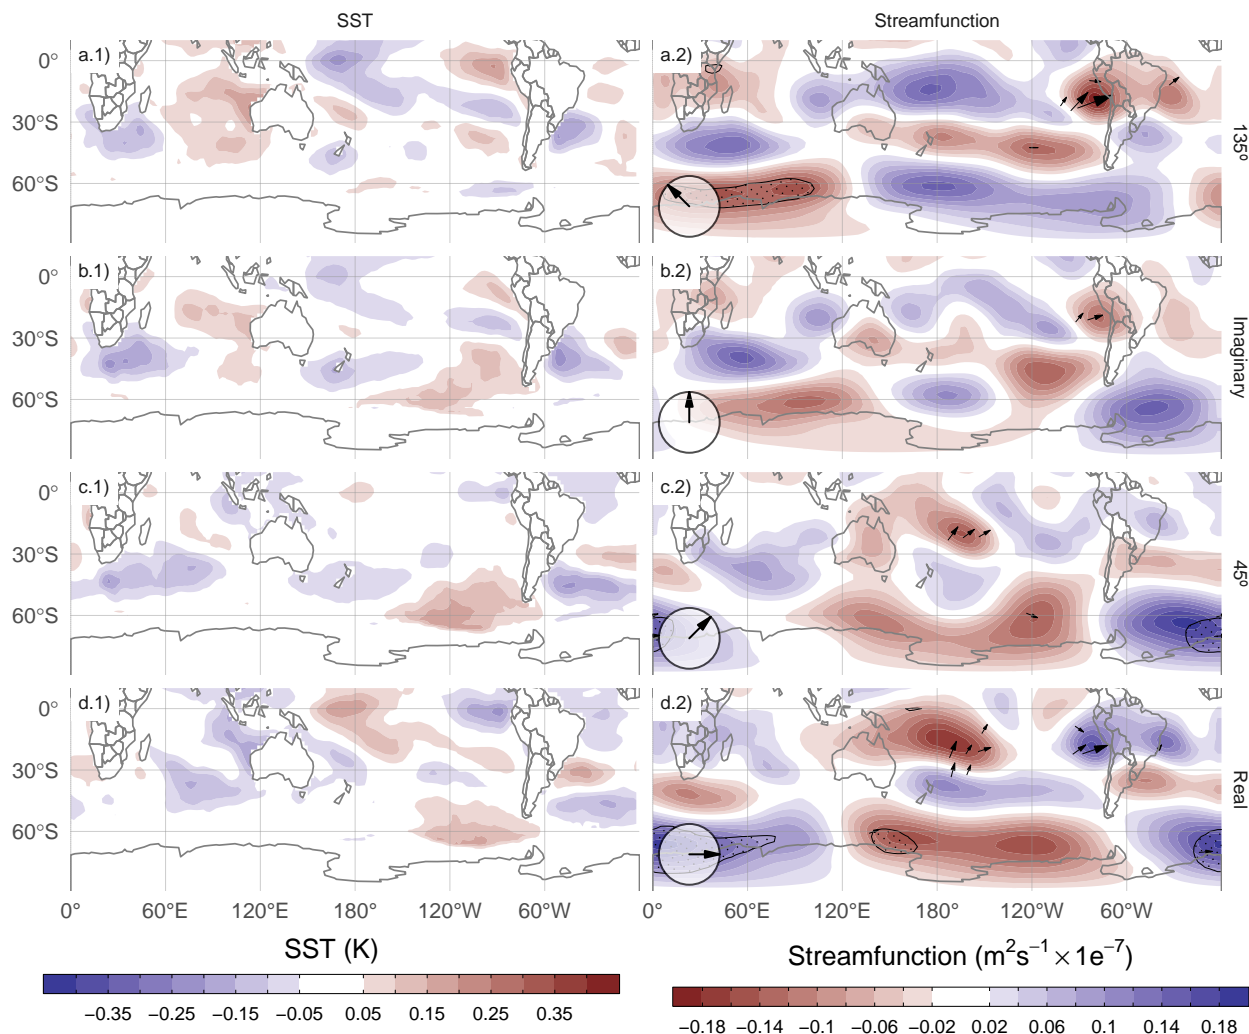 SST
Streamfunction
a.1)
a.2)
0°
30°S
60°S
135º
b.1)
b.2)
0°
30°S
60°S
Imaginary
c.1)
c.2)
0°
30°S
60°S
45º
d.1)
d.2)
0°
30°S
60°S
Real
0° 60°E 120°E 180° 120°W 60°W
0° 60°E 120°E 180° 120°W 60°W
SST (K)
−0.35 −0.25 −0.15 −0.05 0.05 0.15 0.25 0.35
Streamfunction (m²s⁻¹ × 1e⁻⁷)
−0.18 −0.14 −0.1 −0.06 −0.02 0.02 0.06 0.1 0.14 0.18